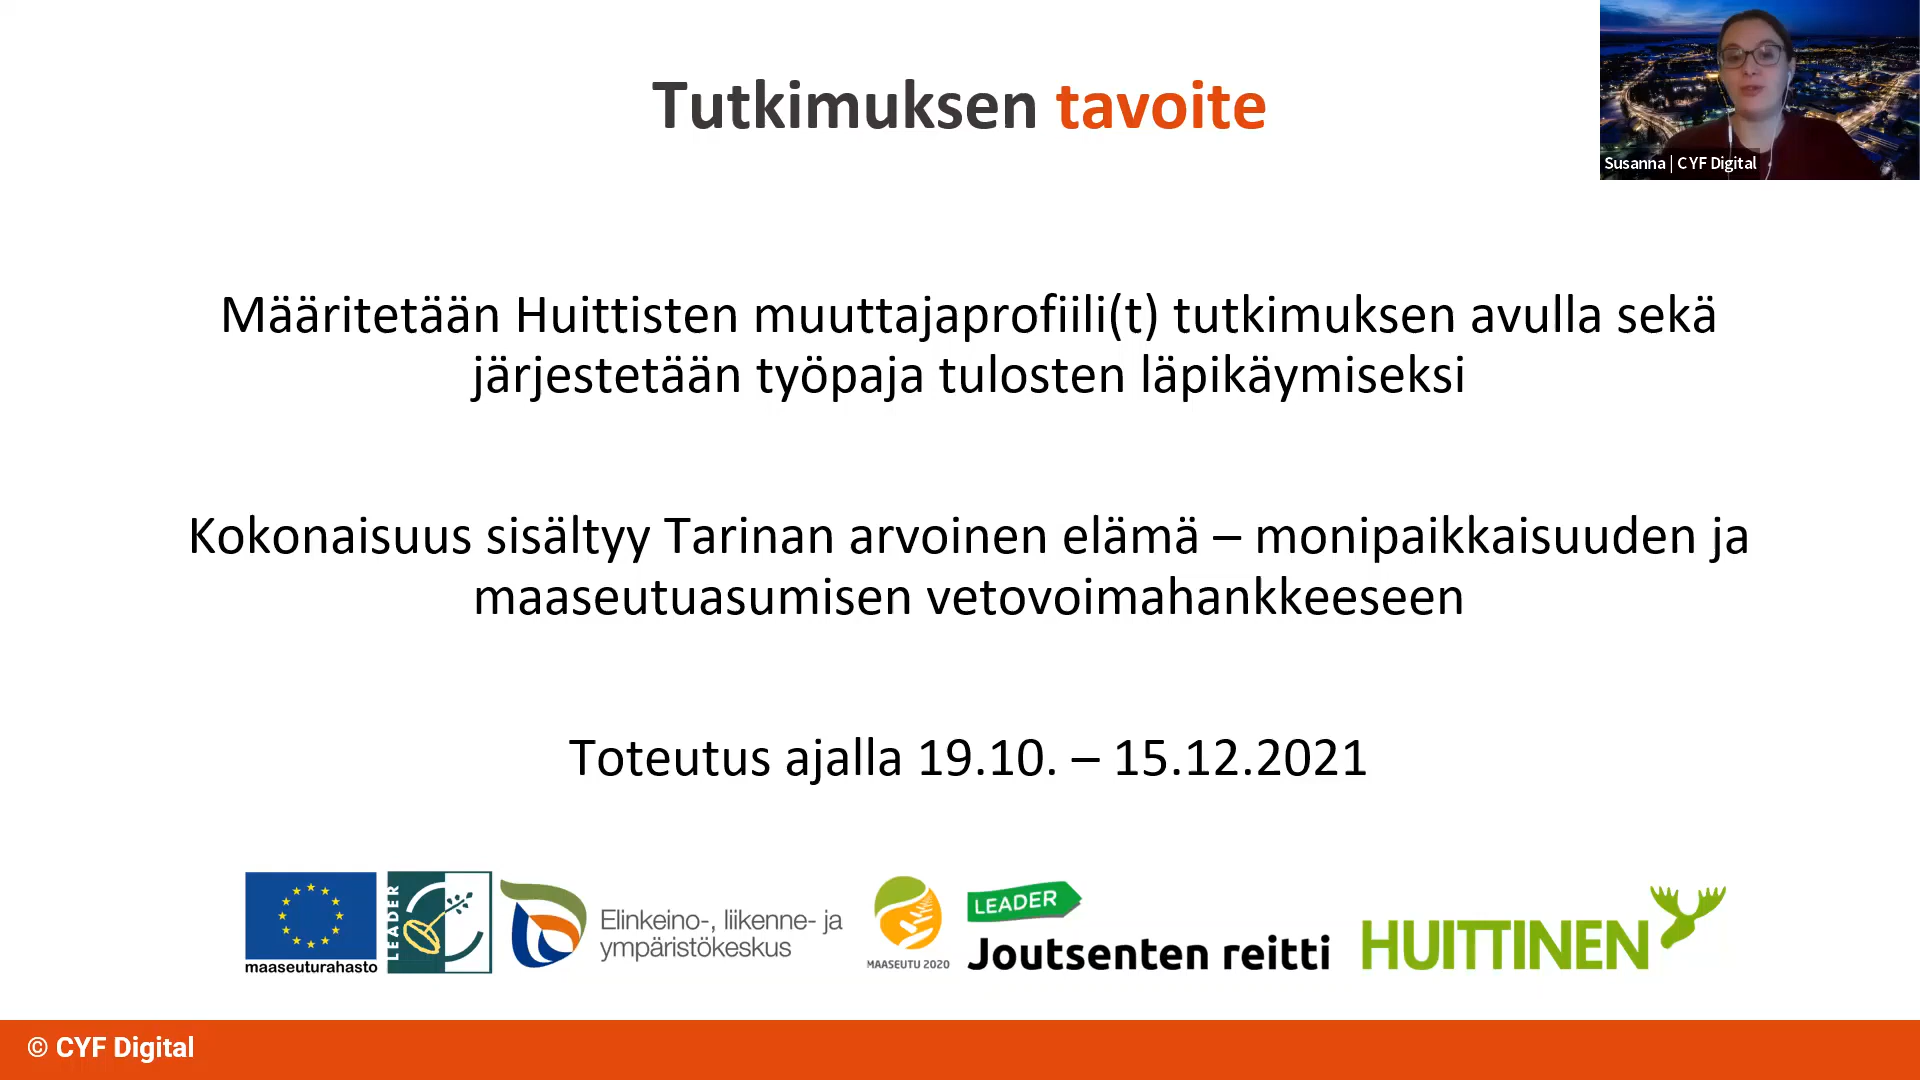 Tutkimuksen tavoite
Susanna | CYF Digital
Määritetään Huittisten muuttajaprofiili(t) tutkimuksen avulla sekä
järjestetään työpaja tulosten läpikäymiseksi
Kokonaisuus sisältyy Tarinan arvoinen elämä – monipaikkaisuuden ja
maaseutuasumisen vetovoimahankkeeseen
Toteutus ajalla 19.10. – 15.12.2021
maaseuturahasto
LEADER
Elinkeino-, liikenne- ja
ympäristökeskus
MAASEUTU 2020
LEADER
Joutsenten reitti
HUITTINEN
© CYF Digital